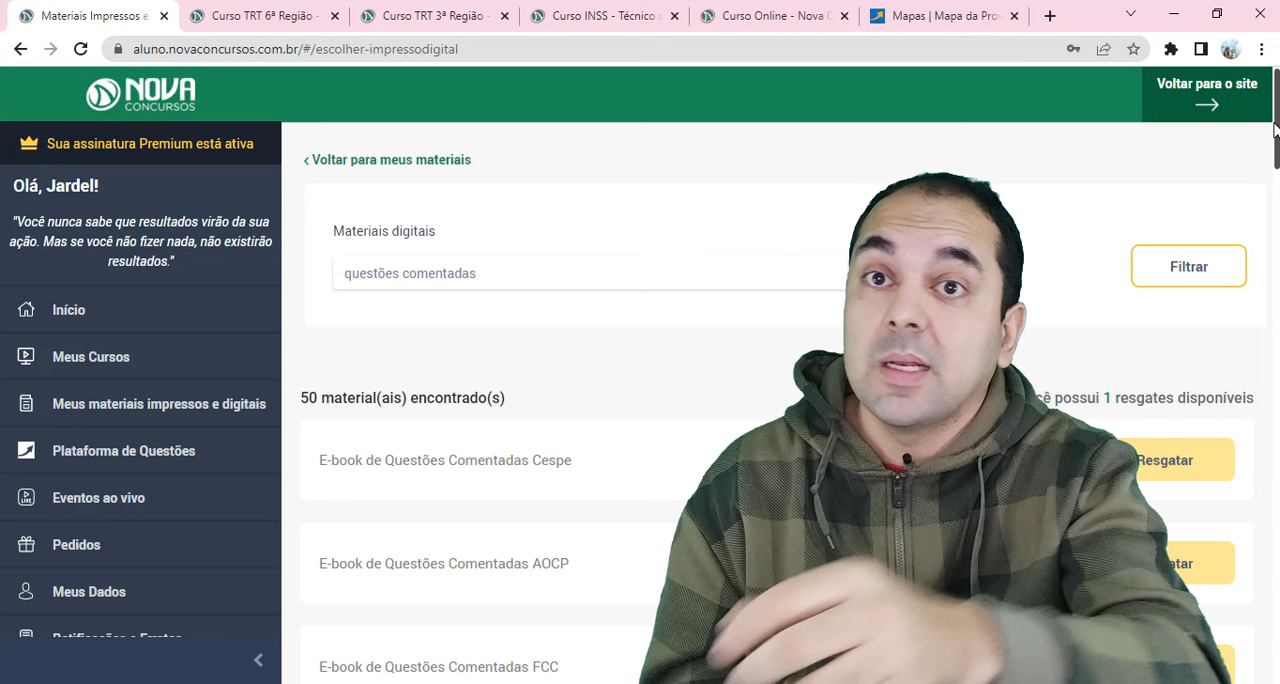 Materiais Impressos e
Curso TRT 6ª Região -
Curso TRT 3ª Região -
Curso INSS - Técnico
Curso Online - Nova C
Mapas | Mapa da Pro
aluno.novaconcursos.com.br/#/escolher-impressodigital
NOVA
CONCURSOS
Voltar para o site
Sua assinatura Premium está ativa
Olá, Jardel!
"Você nunca sabe que resultados virão da sua
ação. Mas se você não fizer nada, não existirão
resultados."
Início
Meus Cursos
Meus materiais impressos e digitais
Plataforma de Questões
Eventos ao vivo
Pedidos
Meus Dados
Voltar para meus materiais
Materiais digitais
questões comentadas
Filtrar
50 material(ais) encontrado(s)
cê possui 1 resgates disponíveis
E-book de Questões Comentadas Cespe
Resgatar
E-book de Questões Comentadas AOCP
atar
E-book de Questões Comentadas FCC